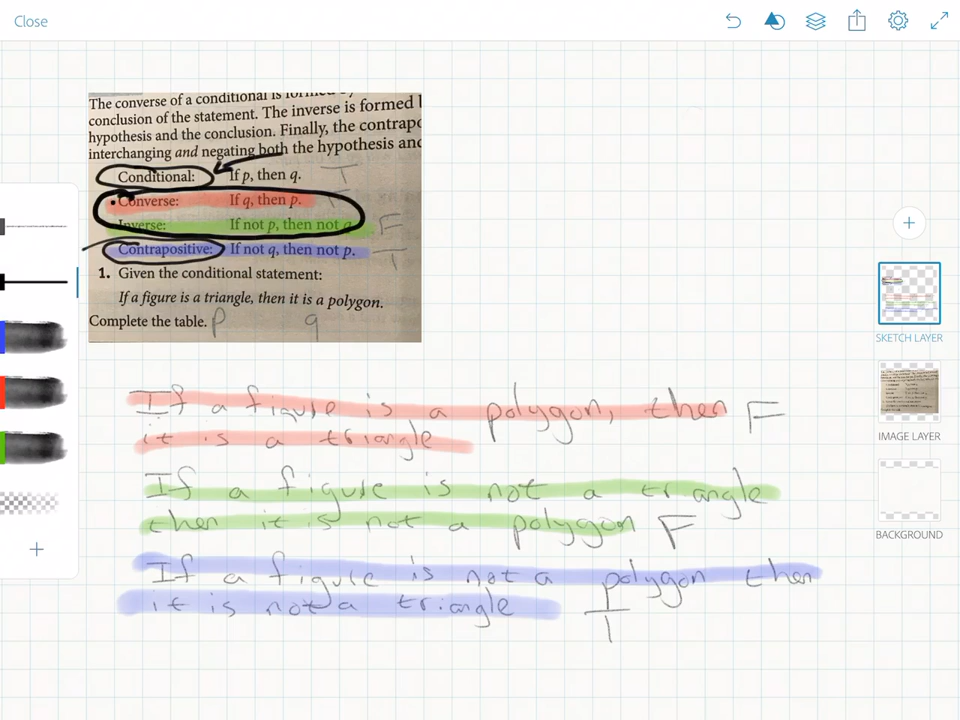 Close
The converse of a conditional is formed by
conclusion of the statement. The inverse is formed
hypothesis and the conclusion. Finally, the contrapo
interchanging and negating both the hypothesis and
Conditional: If p, then q. T
Converse: If q, then p. F
Inverse: If not p, then not q. F
Contrapositive: If not q, then not p. T
1. Given the conditional statement:
If a figure is a triangle, then it is a polygon.
Complete the table. p q
If a figure is a polygon, then F
it is a triangle
If a figure is not a triangle
then it is not a polygon F
If a figure is not a polygon then
it is not a triangle T
SKETCH LAYER
IMAGE LAYER
BACKGROUND